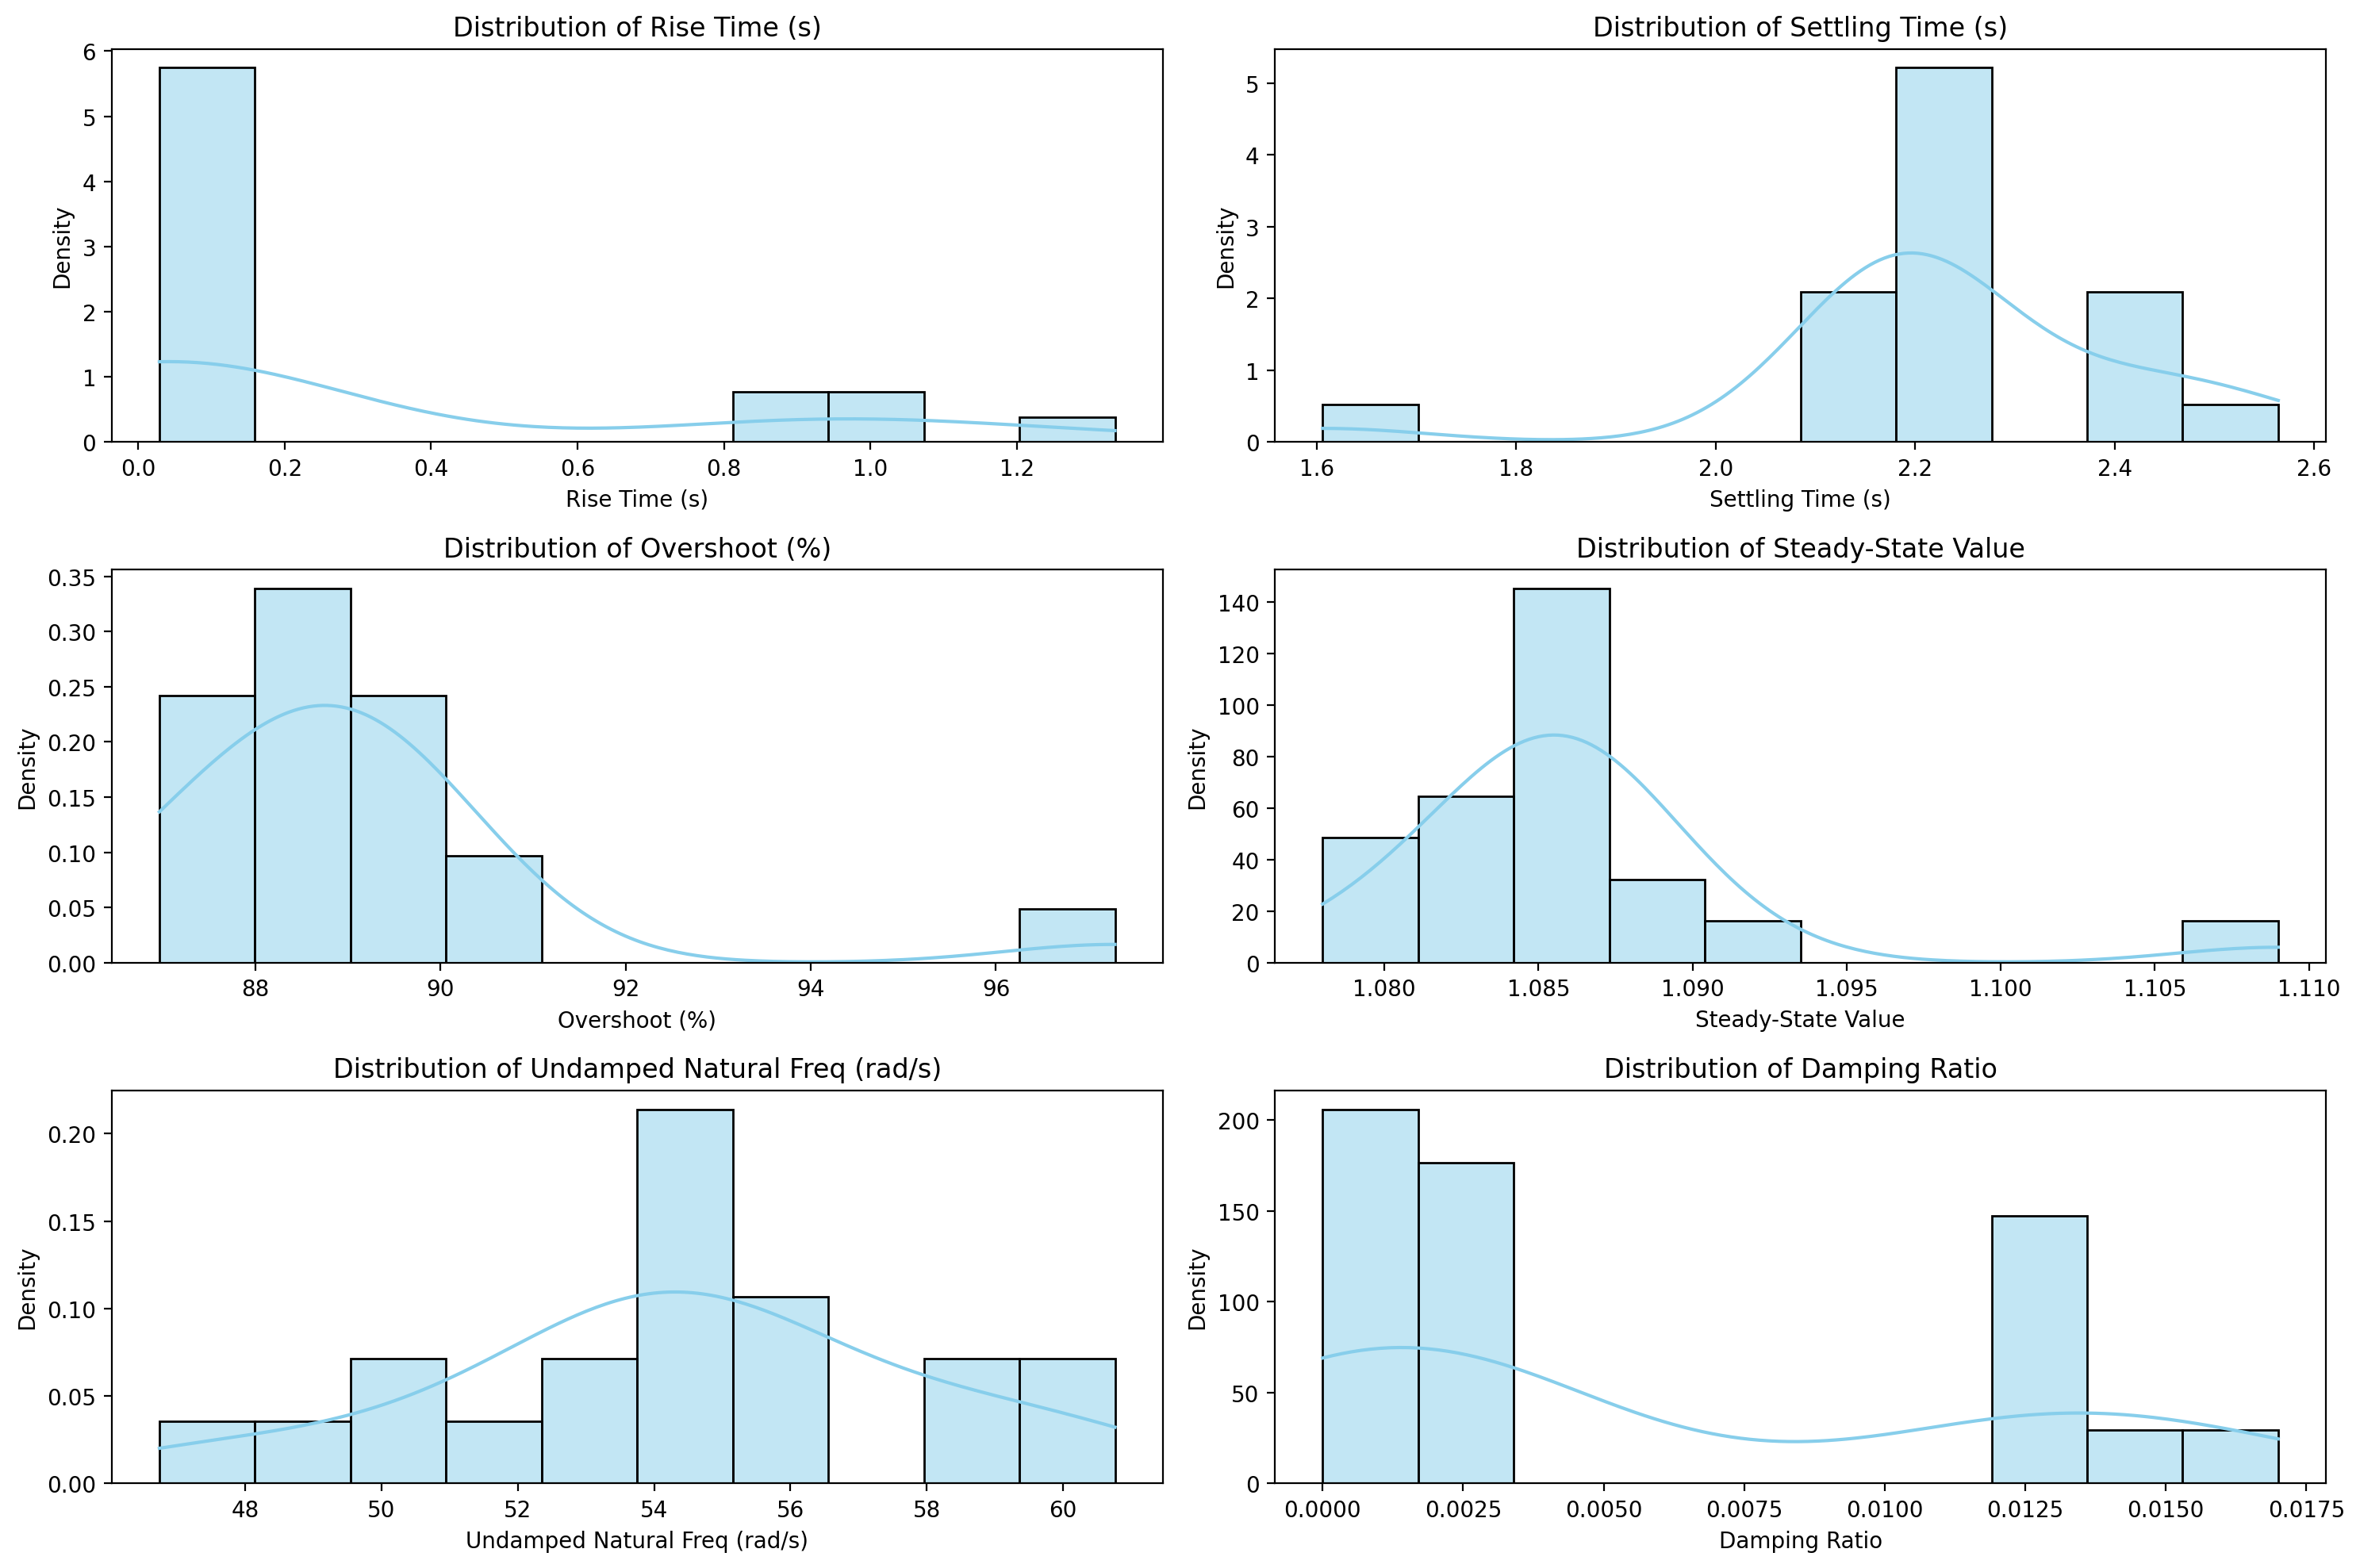 Distribution of Rise Time (s)
Density
0 1 2 3 4 5 6
0.0 0.2 0.4 0.6 0.8 1.0 1.2
Rise Time (s)
Distribution of Settling Time (s)
Density
0 1 2 3 4 5
1.6 1.8 2.0 2.2 2.4 2.6
Settling Time (s)
Distribution of Overshoot (%)
Density
0.00 0.05 0.10 0.15 0.20 0.25 0.30 0.35
88 90 92 94 96
Overshoot (%)
Distribution of Steady-State Value
Density
0 20 40 60 80 100 120 140
1.080 1.085 1.090 1.095 1.100 1.105 1.110
Steady-State Value
Distribution of Undamped Natural Freq (rad/s)
Density
0.00 0.05 0.10 0.15 0.20
48 50 52 54 56 58 60
Undamped Natural Freq (rad/s)
Distribution of Damping Ratio
Density
0 50 100 150 200
0.0000 0.0025 0.0050 0.0075 0.0100 0.0125 0.0150 0.0175
Damping Ratio